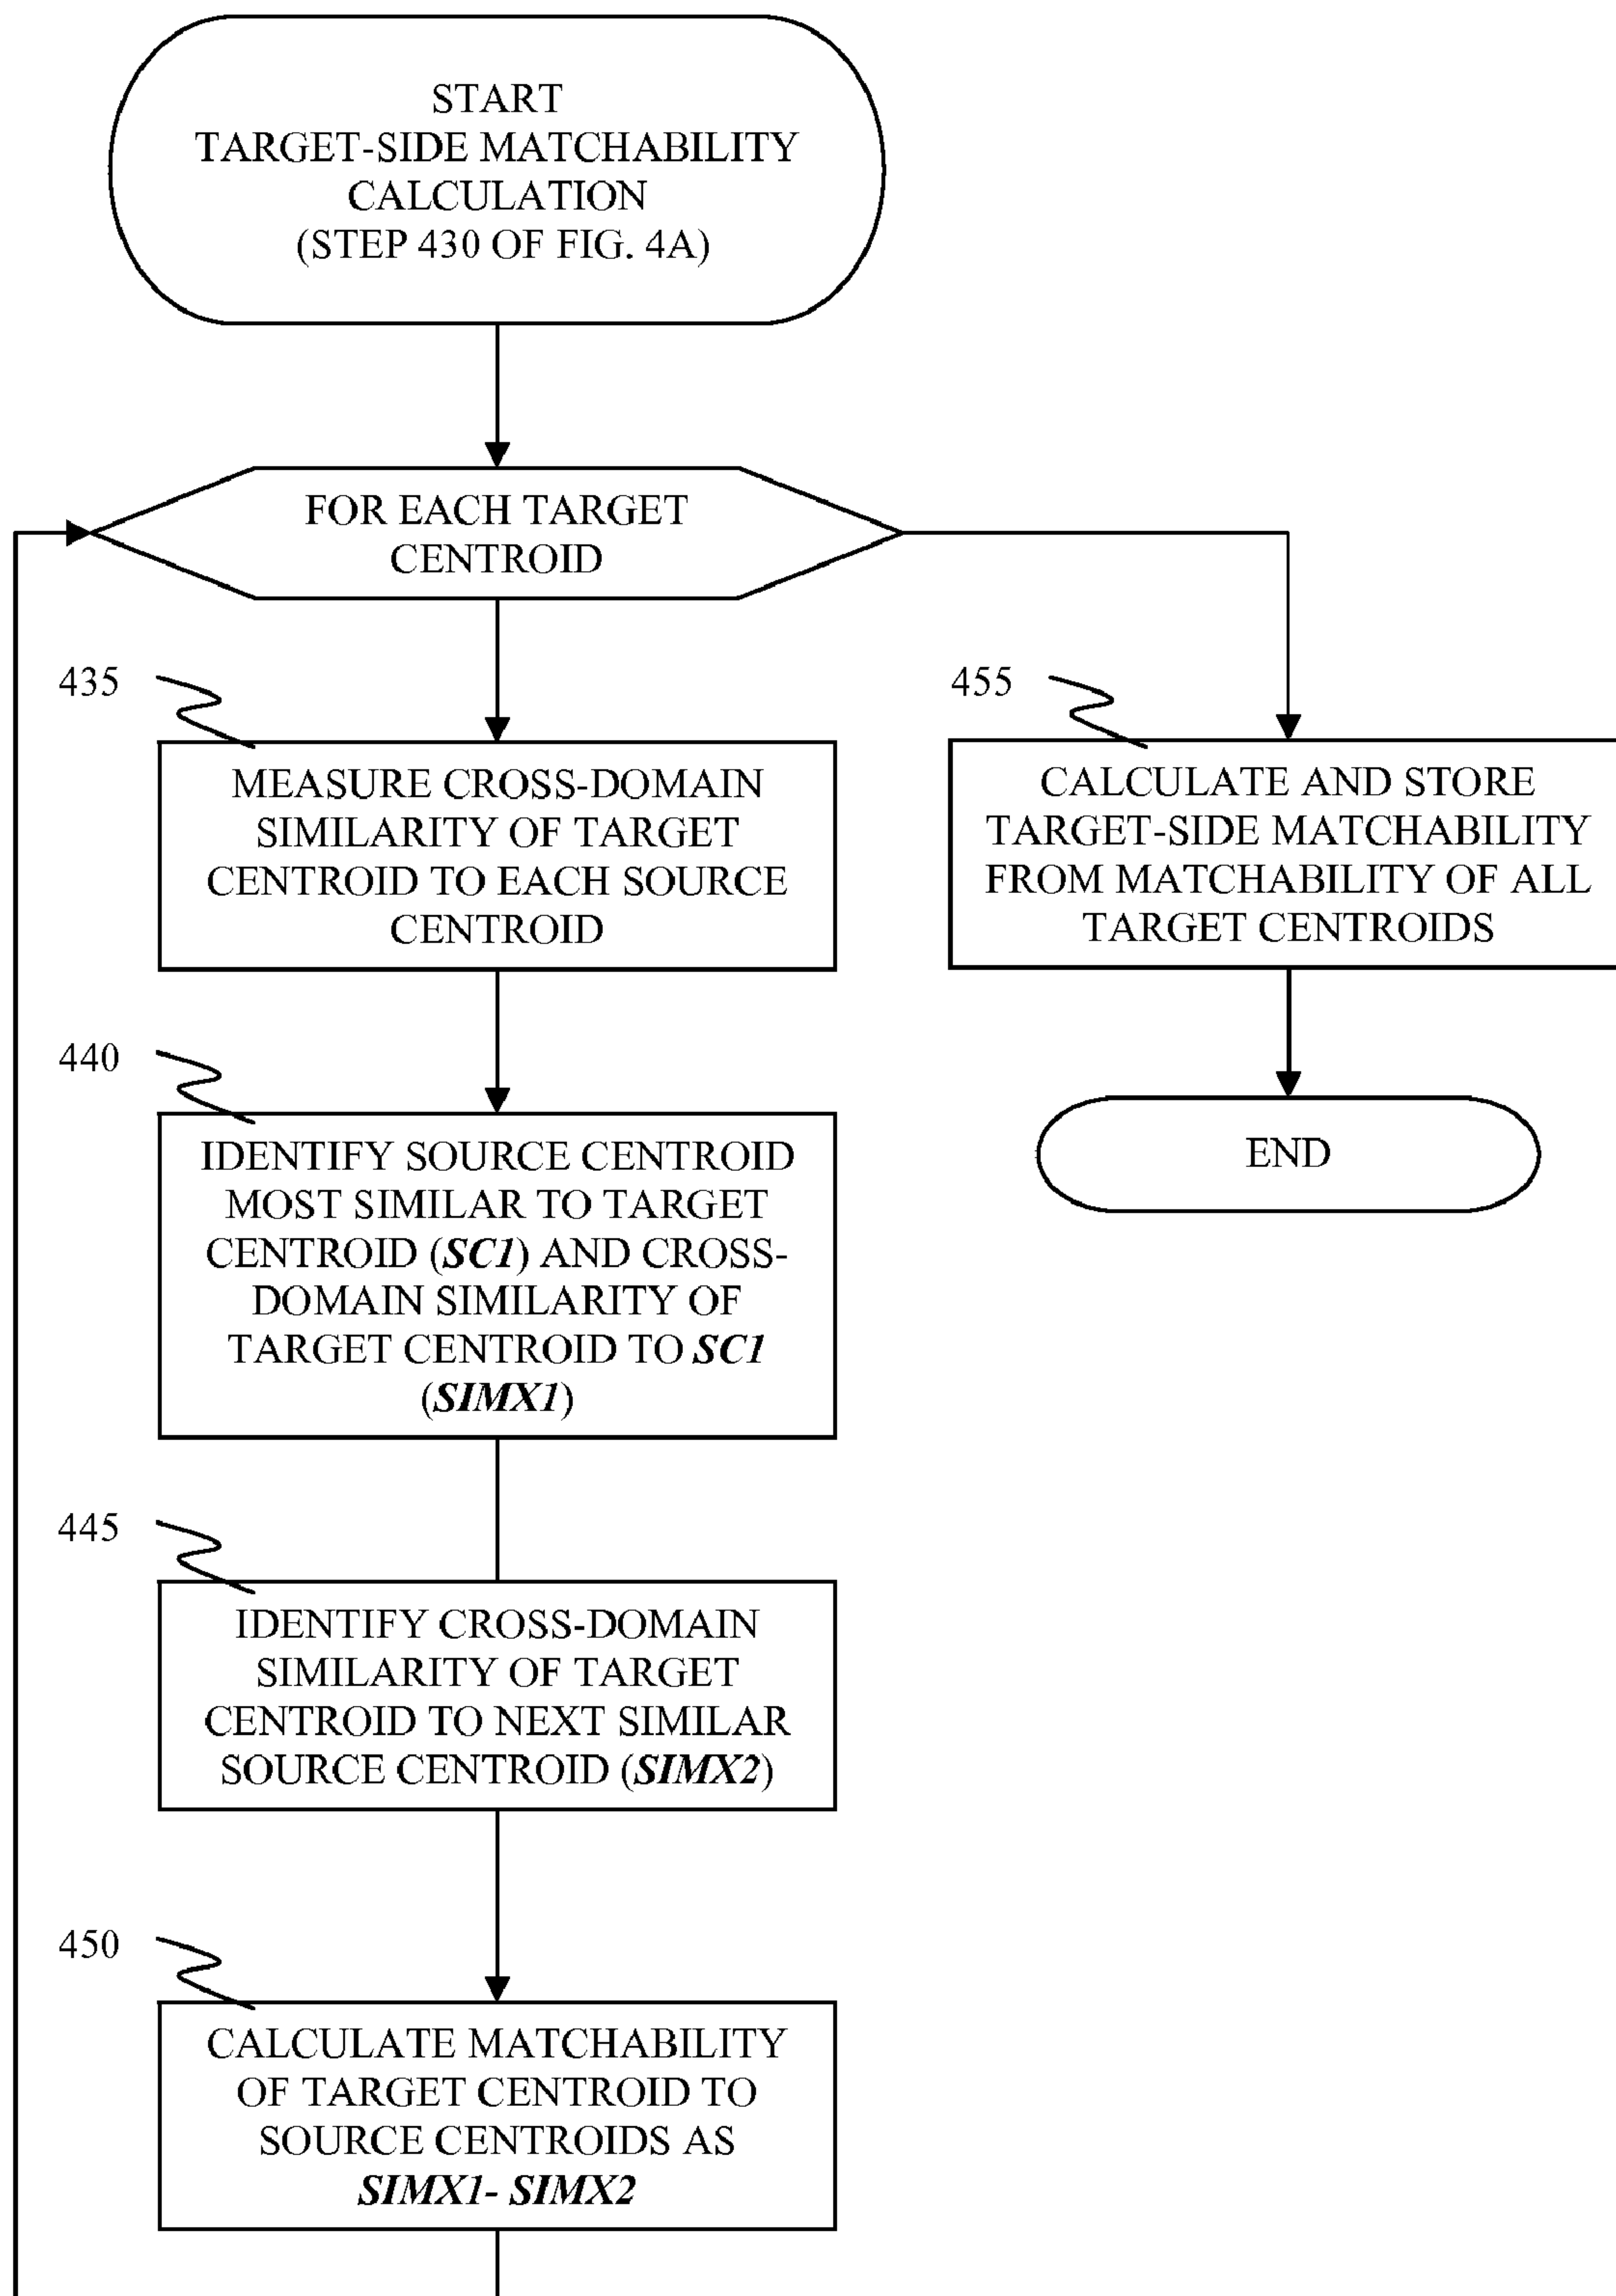 START
TARGET-SIDE MATCHABILITY
CALCULATION
(STEP 430 OF FIG. 4A)
FOR EACH TARGET
CENTROID
435
MEASURE CROSS-DOMAIN
SIMILARITY OF TARGET
CENTROID TO EACH SOURCE
CENTROID
440
IDENTIFY SOURCE CENTROID
MOST SIMILAR TO TARGET
CENTROID (SC1) AND CROSS-
DOMAIN SIMILARITY OF
TARGET CENTROID TO SC1
(SIMX1)
445
IDENTIFY CROSS-DOMAIN
SIMILARITY OF TARGET
CENTROID TO NEXT SIMILAR
SOURCE CENTROID (SIMX2)
450
CALCULATE MATCHABILITY
OF TARGET CENTROID TO
SOURCE CENTROIDS AS
SIMX1- SIMX2
455
CALCULATE AND STORE
TARGET-SIDE MATCHABILITY
FROM MATCHABILITY OF ALL
TARGET CENTROIDS
END